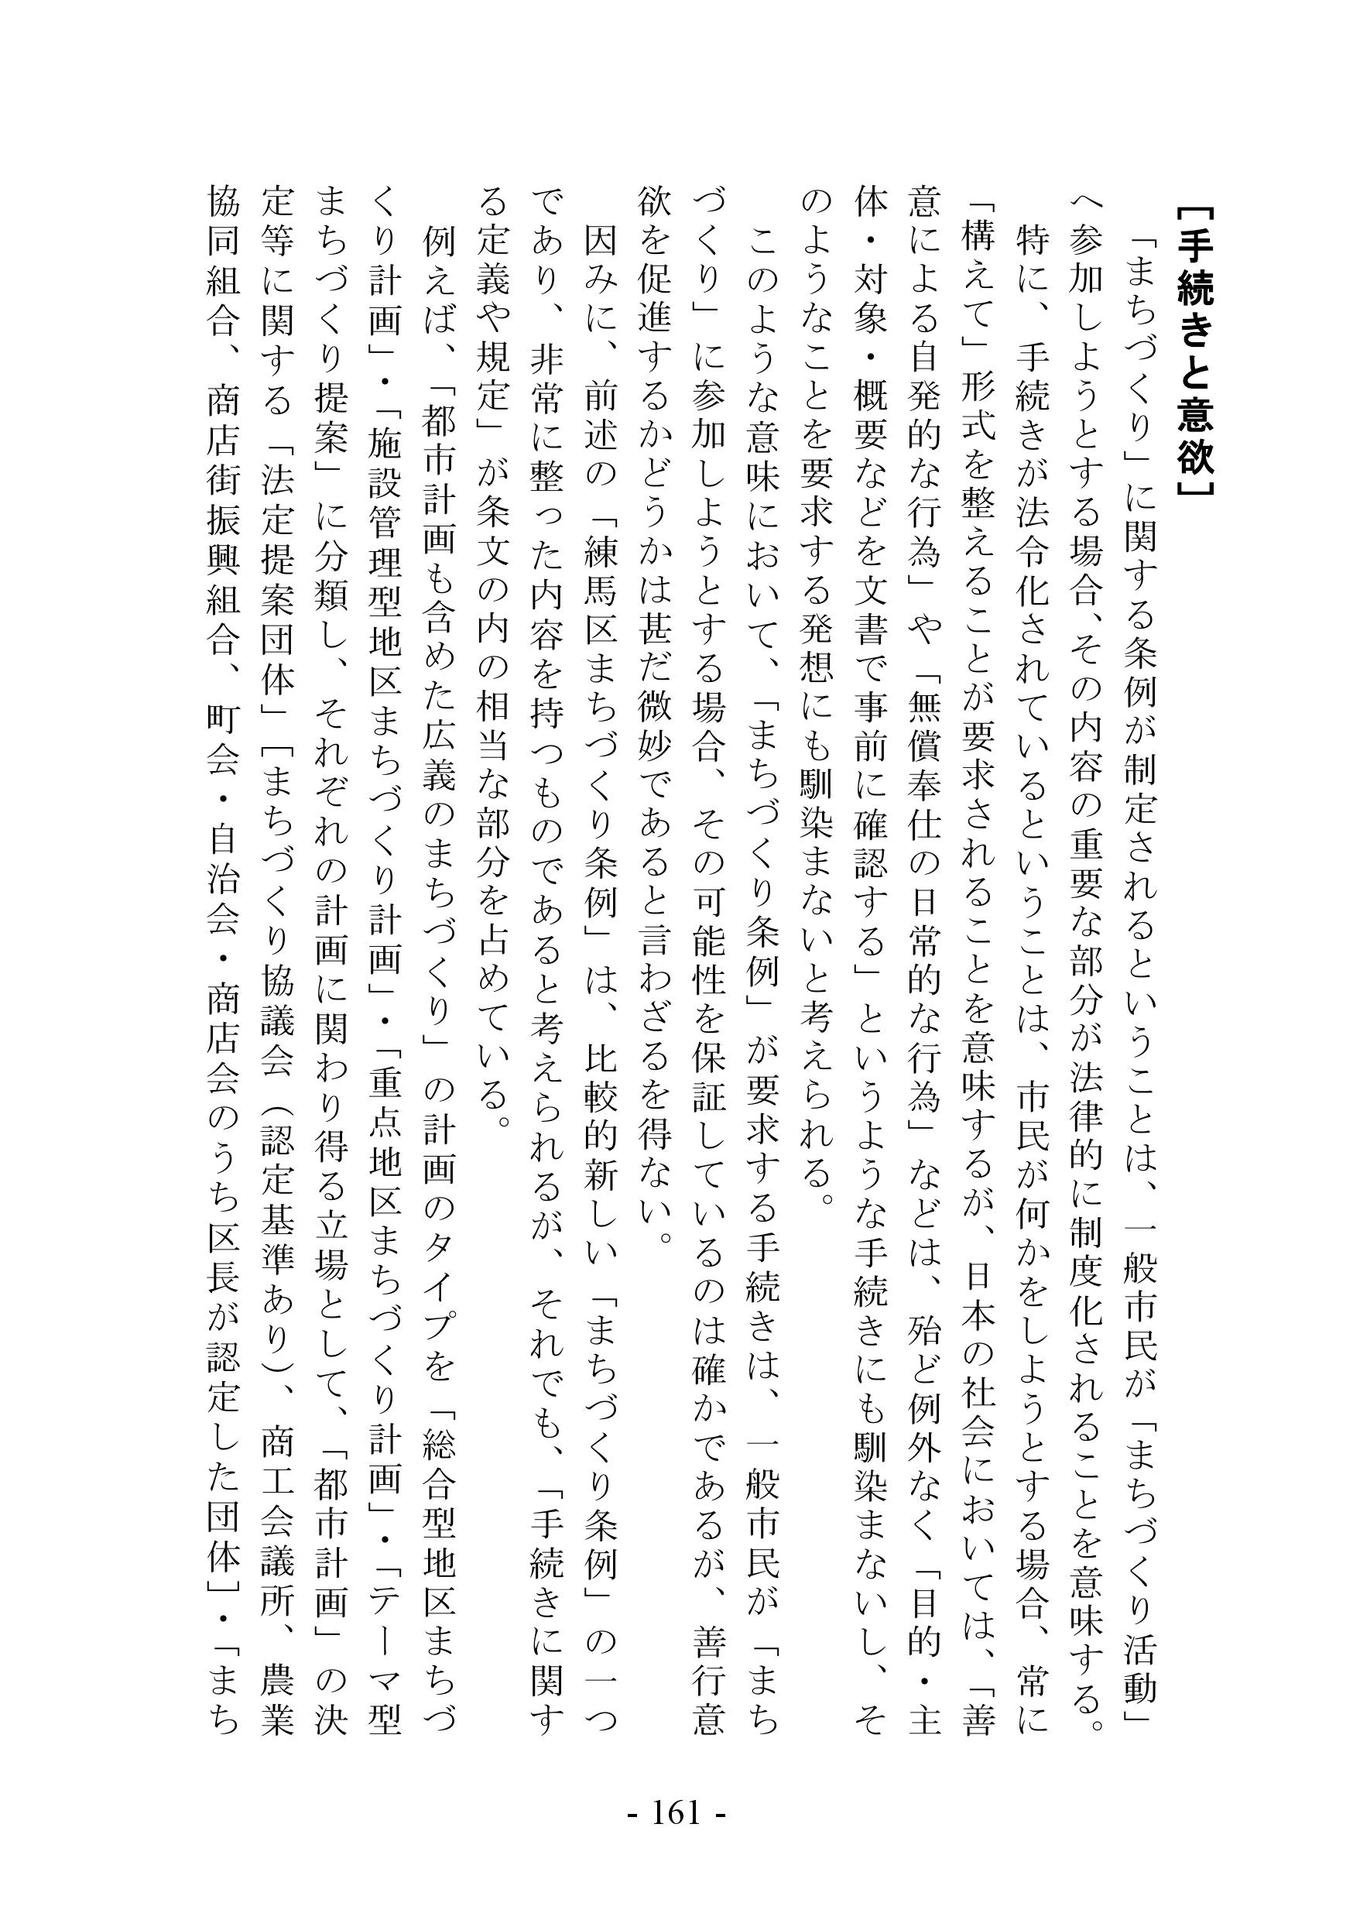 ［手続きと意欲］
「まちづくり」に関する条例が制定されるということは、一般市民が「まちづくり活動」
へ参加しようとする場合、その内容の重要な部分が法律的に制度化されることを意味する。
特に、手続きが法令化されているということは、市民が何かをしようとする場合、常に
「構えて」形式を整えることが要求されることを意味するが、日本の社会においては、「善
意による自発的な行為」や「無償奉仕の日常的な行為」などは、殆ど例外なく「目的・主
体・対象・概要などを文書で事前に確認する」というような手続きにも馴染まないし、そ
のようなことを要求する発想にも馴染まないと考えられる。
このような意味において、「まちづくり条例」が要求する手続きは、一般市民が「まち
づくり」に参加しようとする場合、その可能性を保証しているのは確かであるが、善行意
欲を促進するかどうかは甚だ微妙であると言わざるを得ない。
因みに、前述の「練馬区まちづくり条例」は、比較的新しい「まちづくり条例」の一つ
であり、非常に整った内容を持つものであると考えられるが、それでも、「手続きに関す
る定義や規定」が条文の内の相当な部分を占めている。
例えば、「都市計画も含めた広義のまちづくり」の計画のタイプを「総合型地区まちづ
くり計画」・「施設管理型地区まちづくり計画」・「重点地区まちづくり計画」・「テーマ型
まちづくり提案」に分類し、それぞれの計画に関わり得る立場として、「都市計画」の決
定等に関する「法定提案団体」［まちづくり協議会（認定基準あり）、商工会議所、農業
協同組合、商店街振興組合、町会・自治会・商店会のうち区長が認定した団体］・「まち
- 161 -